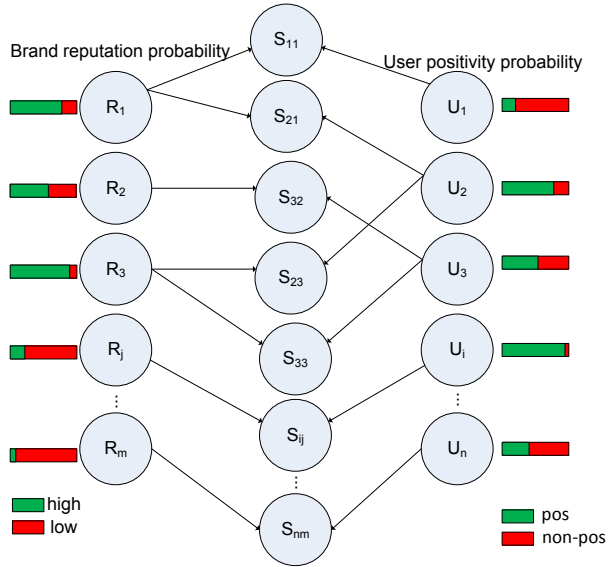 Brand reputation probability
User positivity probability
S11
R1
U1
S21
R2
S32
U2
R3
S23
U3
Rj
S33
Ui
Rm
Sij
Un
Snm
high
low
pos
non-pos